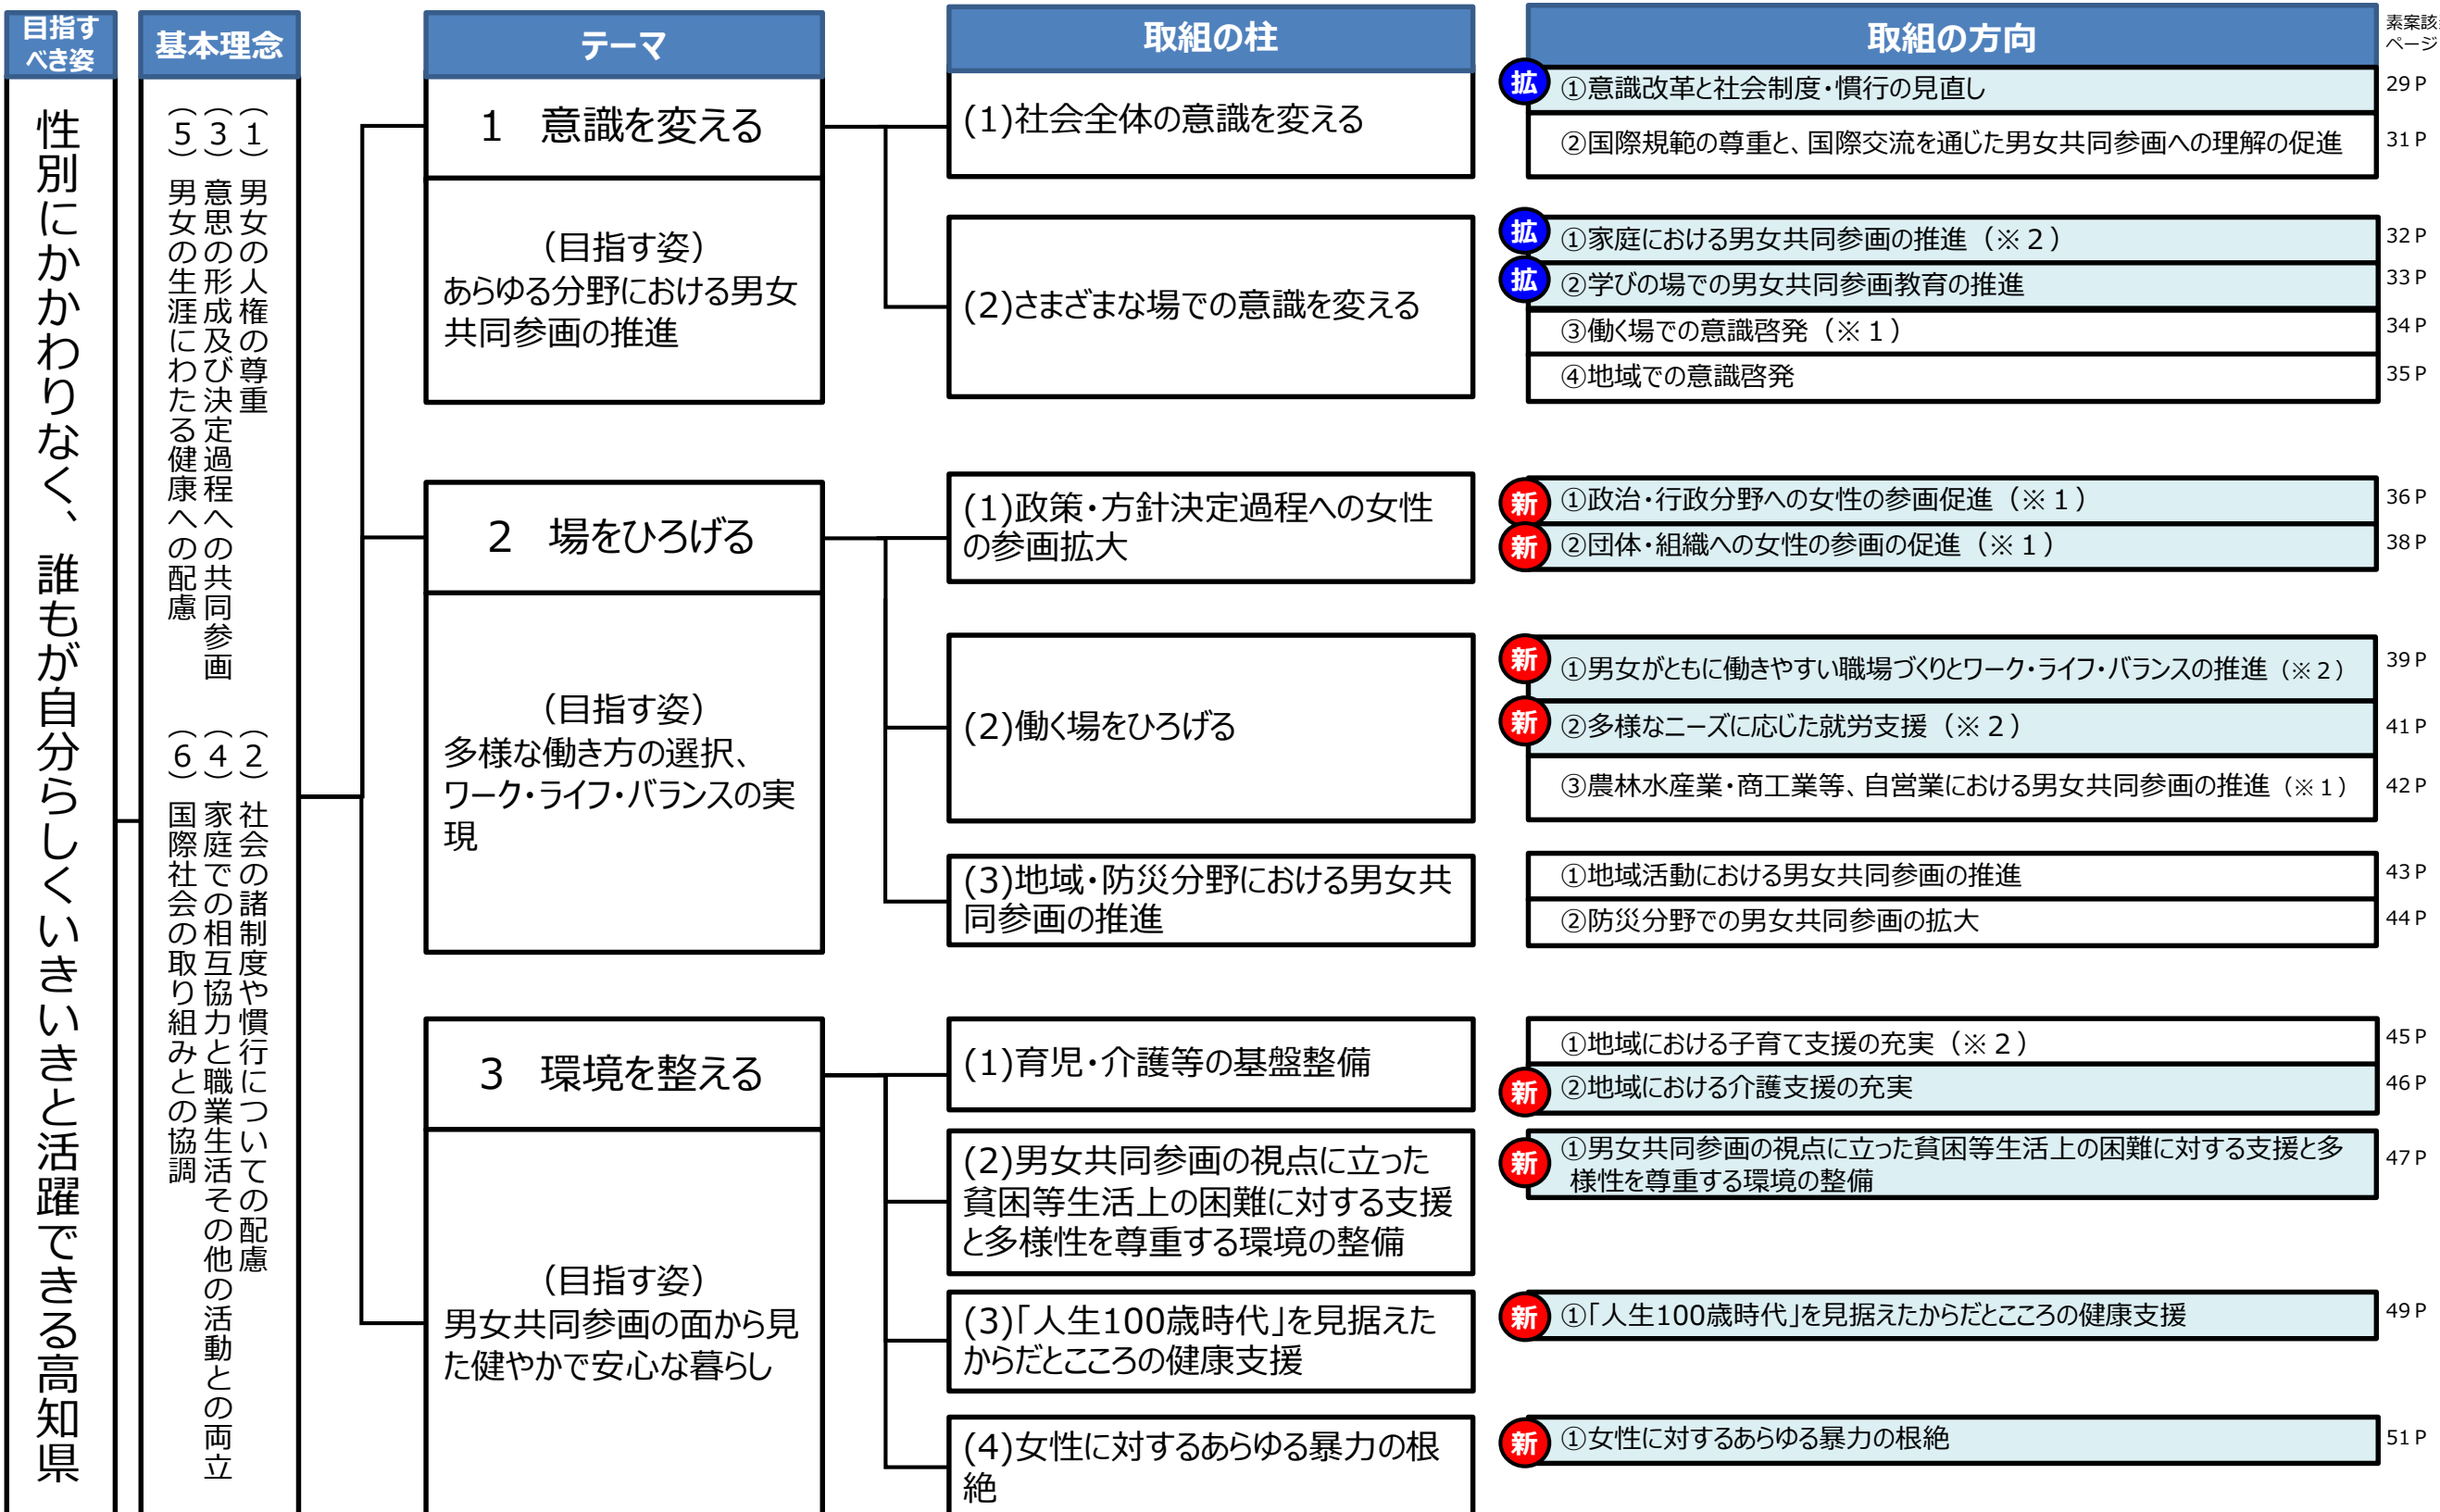 目指す
べき姿
基本理念
テーマ
取組の柱
取組の方向
ページ
性別にかかわりなく、誰もが自分らしくいきいきと活躍できる高知県
（1）男女の人権の尊重
（2）社会の諸制度や慣行についての配慮
（3）意思の形成及び決定過程への共同参画
（4）家庭での相互協力と職業生活その他の活動との両立
（5）男女の生涯にわたる健康への配慮
（6）国際社会の取り組みとの協調
1　意識を変える
（目指す姿）
あらゆる分野における男女
共同参画の推進
(1)社会全体の意識を変える
拡 ①意識改革と社会制度・慣行の見直し 29P
②国際規範の尊重と、国際交流を通じた男女共同参画への理解の促進 31P
(2)さまざまな場での意識を変える
拡 ①家庭における男女共同参画の推進（※2） 32P
拡 ②学びの場での男女共同参画教育の推進 33P
③働く場での意識啓発（※1） 34P
④地域での意識啓発 35P
2　場をひろげる
（目指す姿）
多様な働き方の選択、
ワーク・ライフ・バランスの実
現
(1)政策・方針決定過程への女性
の参画拡大
新 ①政治・行政分野への女性の参画促進（※1） 36P
新 ②団体・組織への女性の参画の促進（※1） 38P
(2)働く場をひろげる
新 ①男女がともに働きやすい職場づくりとワーク・ライフ・バランスの推進（※2） 39P
新 ②多様なニーズに応じた就労支援（※2） 41P
③農林水産業・商工業等、自営業における男女共同参画の推進（※1） 42P
(3)地域・防災分野における男女共
同参画の推進
①地域活動における男女共同参画の推進 43P
②防災分野での男女共同参画の拡大 44P
3　環境を整える
（目指す姿）
男女共同参画の面から見
た健やかで安心な暮らし
(1)育児・介護等の基盤整備
①地域における子育て支援の充実（※2） 45P
新 ②地域における介護支援の充実 46P
(2)男女共同参画の視点に立った
貧困等生活上の困難に対する支援
と多様性を尊重する環境の整備
新 ①男女共同参画の視点に立った貧困等生活上の困難に対する支援と多
様性を尊重する環境の整備 47P
(3)「人生100歳時代」を見据えた
からだとこころの健康支援
新 ①「人生100歳時代」を見据えたからだとこころの健康支援 49P
(4)女性に対するあらゆる暴力の根
絶
新 ①女性に対するあらゆる暴力の根絶 51P